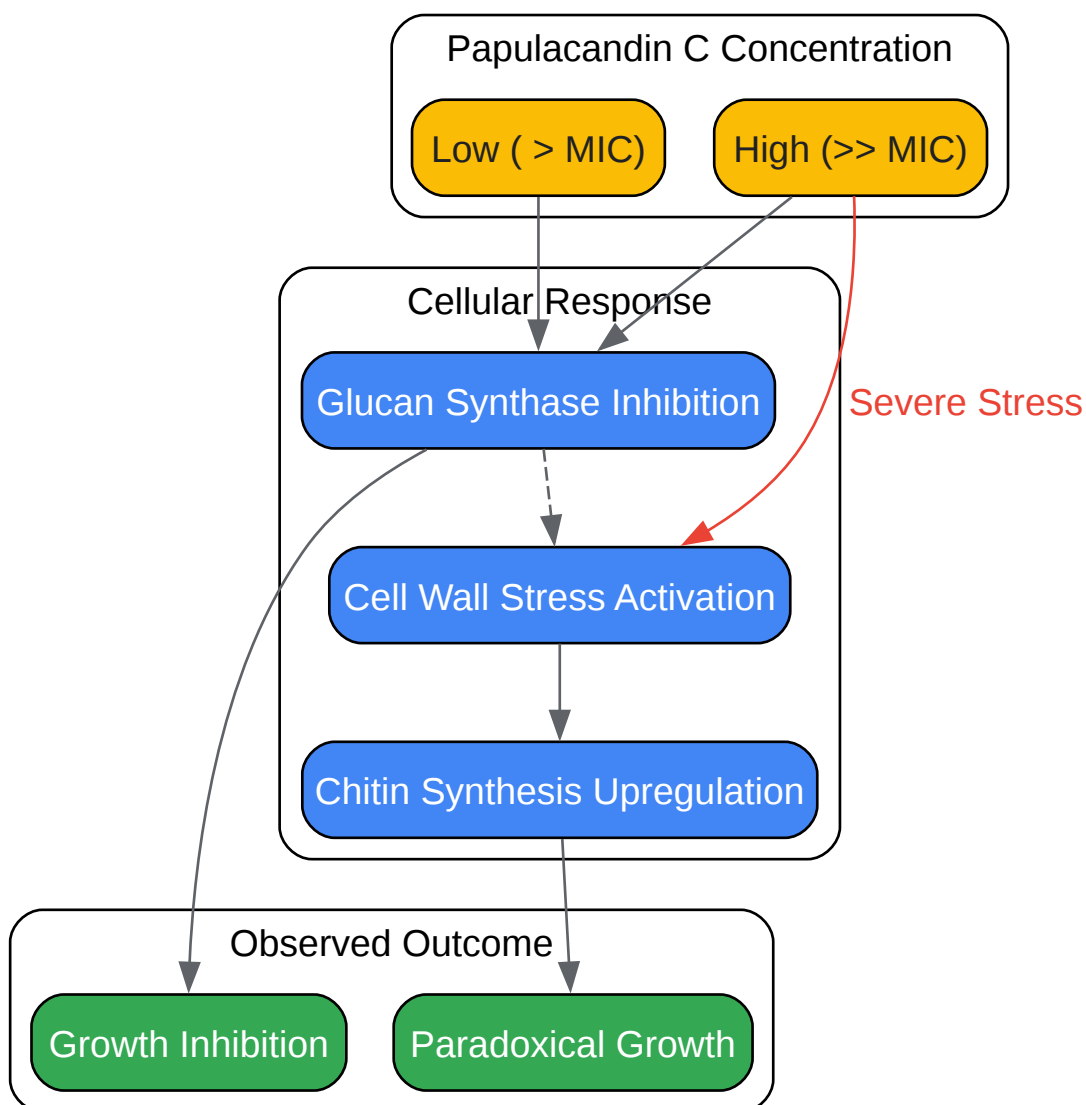 Papulacandin C Concentration
Low ( > MIC)
High (>> MIC)
Cellular Response
Glucan Synthase Inhibition
Severe Stress
Cell Wall Stress Activation
Chitin Synthesis Upregulation
Observed Outcome
Growth Inhibition
Paradoxical Growth